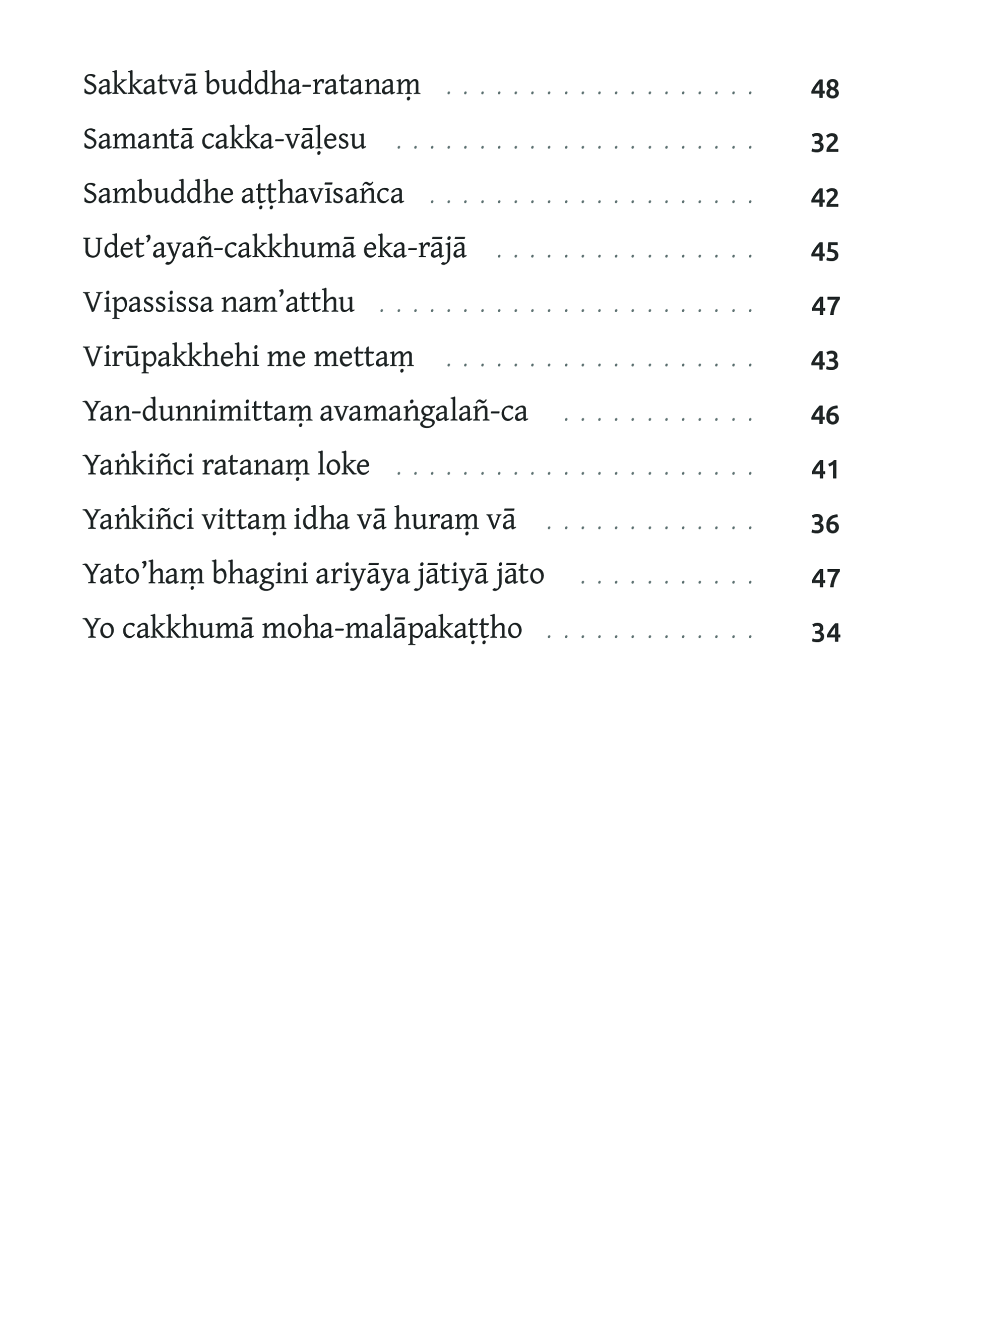 Sakkatvā buddha-ratanaṃ . . . . . . . . . . . . . . . . . . . 48
Samantā cakka-vāḷesu . . . . . . . . . . . . . . . . . . . . . . 32
Sambuddhe aṭṭhavīsañca . . . . . . . . . . . . . . . . . . . . 42
Udet’ayañ-cakkhumā eka-rājā . . . . . . . . . . . . . . . . 45
Vipassissa nam’atthu . . . . . . . . . . . . . . . . . . . . . . . 47
Virūpakkhehi me mettaṃ . . . . . . . . . . . . . . . . . . . 43
Yan-dunnimittaṃ avamaṅgalañ-ca . . . . . . . . . . . . 46
Yaṅkiñci ratanaṃ loke . . . . . . . . . . . . . . . . . . . . . . 41
Yaṅkiñci vittaṃ idha vā huraṃ vā . . . . . . . . . . . . . 36
Yato’haṃ bhagini ariyāya jātiyā jāto . . . . . . . . . . . 47
Yo cakkhumā moha-malāpakaṭṭho . . . . . . . . . . . . . 34